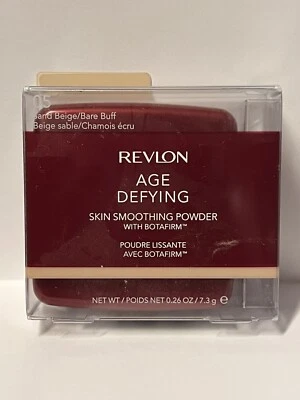 05
Sand Beige/Bare Buff
Beige sable/Chamois écru
REVLON
AGE
DEFYING
SKIN SMOOTHING POWDER
WITH BOTAFIRM™
POUDRE LISSANTE
AVEC BOTAFIRM™
NET WT / POIDS NET 0.26 OZ / 7.3 g ℮